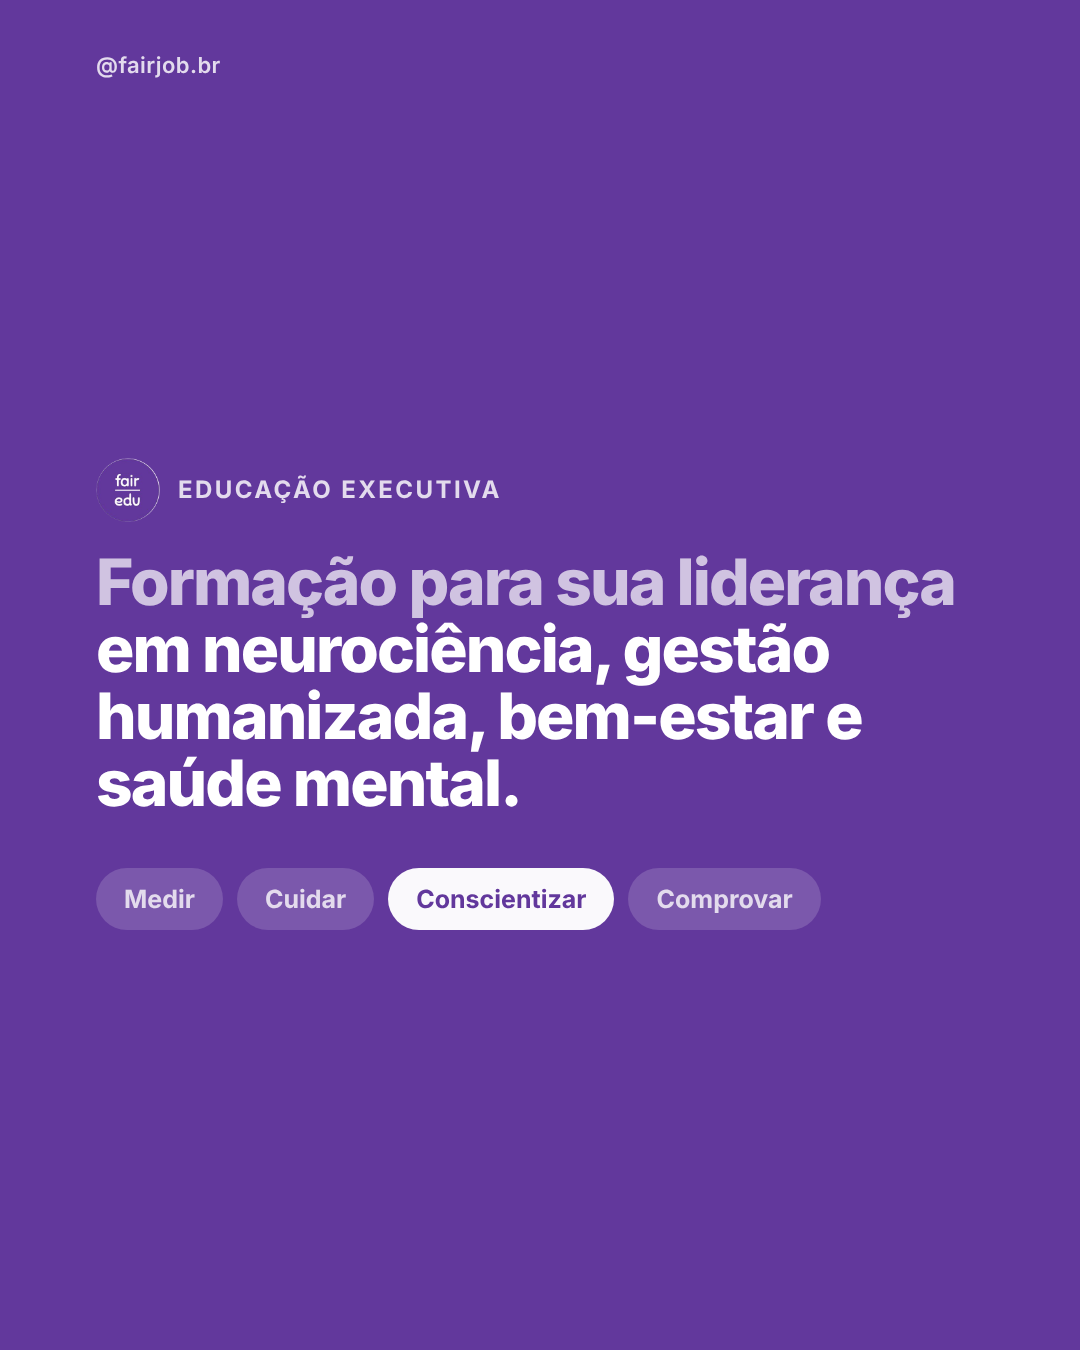 @fairjob.br
fair
edu
EDUCAÇÃO EXECUTIVA
Formação para sua liderança
em neurociência, gestão
humanizada, bem-estar e
saúde mental.
Medir Cuidar Conscientizar Comprovar